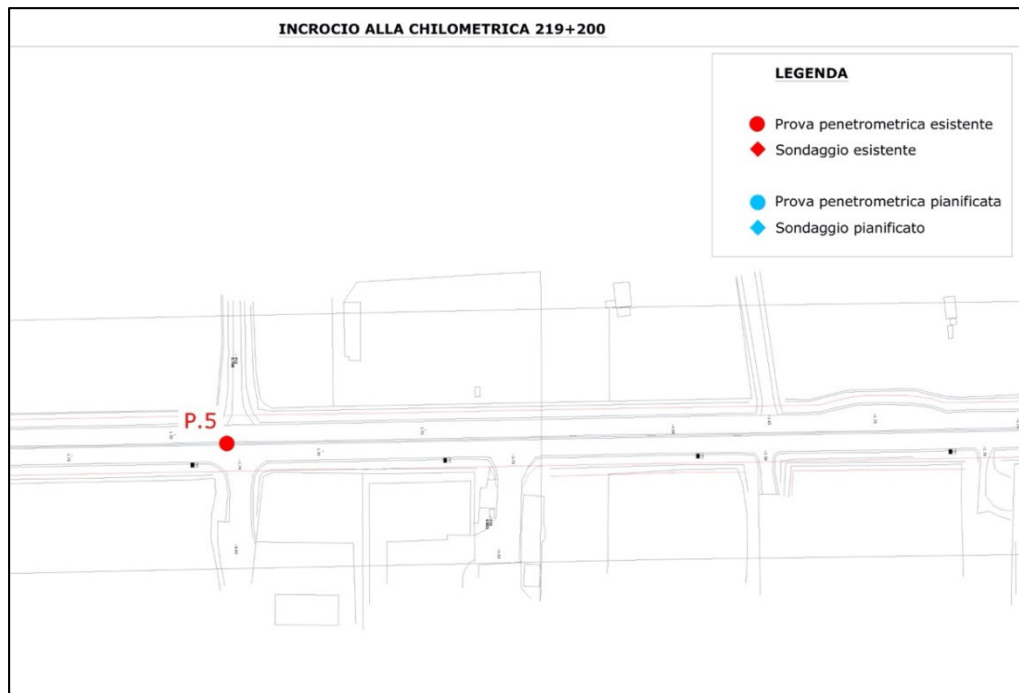 INCROCIO ALLA CHILOMETRICA 219+200
LEGENDA
Prova penetrometrica esistente
Sondaggio esistente
Prova penetrometrica pianificata
Sondaggio pianificato
P.5